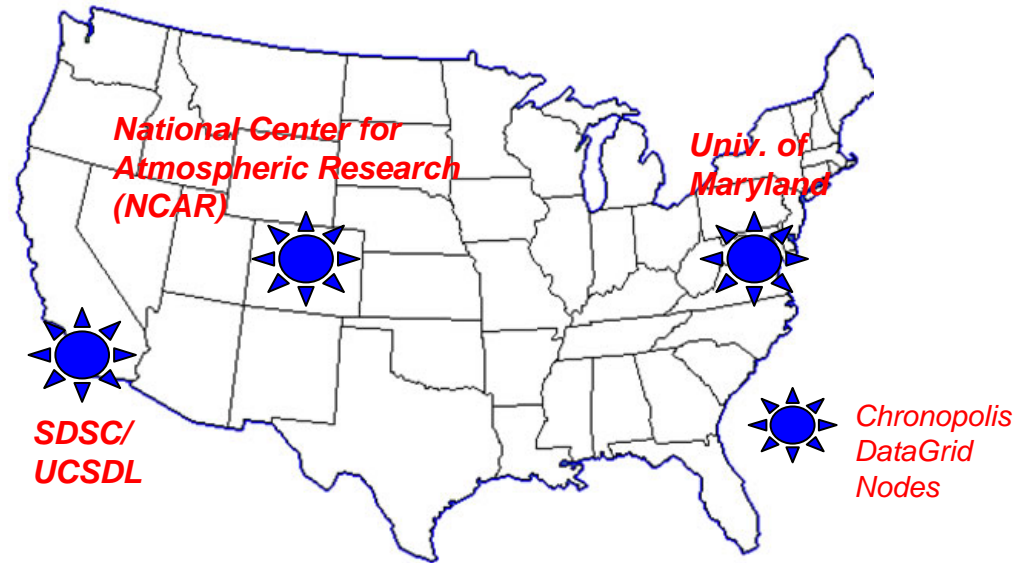 National Center for
Atmospheric Research
(NCAR)
Univ. of
Maryland
SDSC/
UCSDL
Chronopolis
DataGrid
Nodes